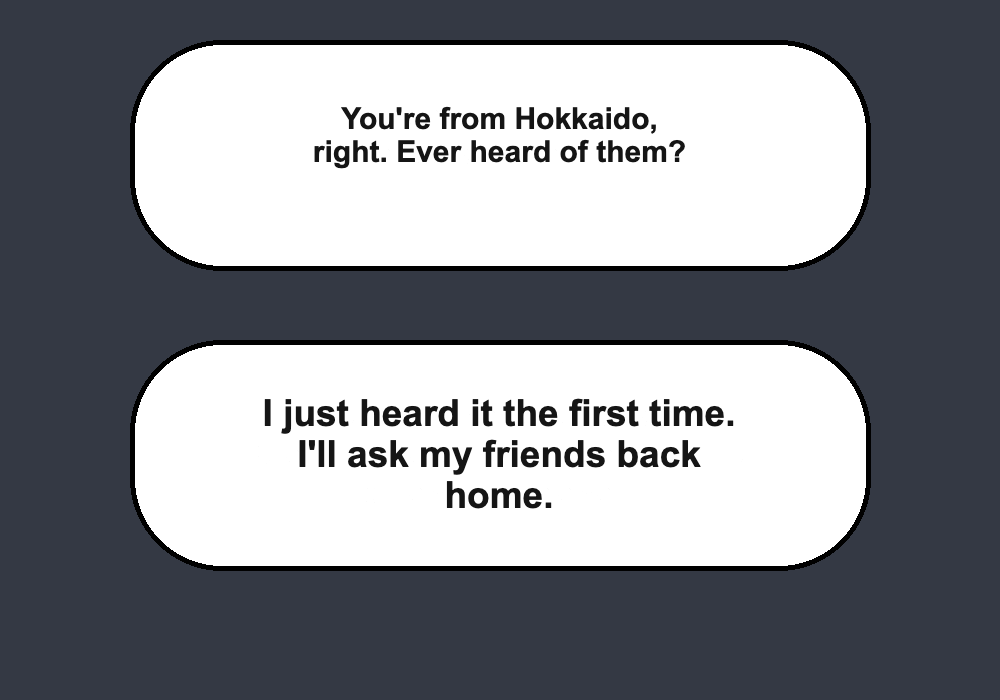 You're from Hokkaido,
right. Ever heard of them?
I just heard it the first time.
I'll ask my friends back
home.